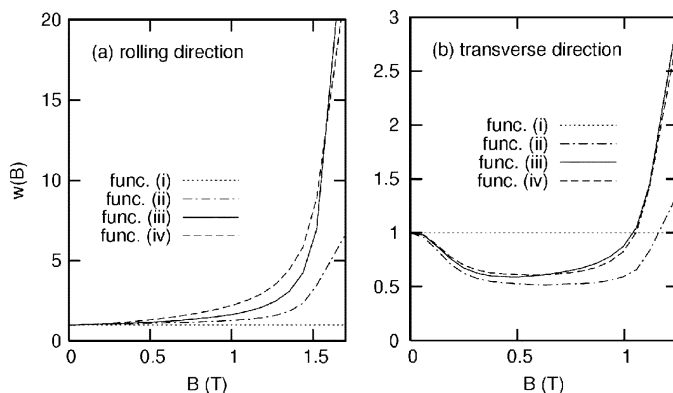 20
15
10
5
0
w(B)
(a) rolling direction
func. (i)
func. (ii)
func. (iii)
func. (iv)
0
0.5
1
1.5
B (T)
3
2.5
2
1.5
1
0.5
0
(b) transverse direction
func. (i)
func. (ii)
func. (iii)
func. (iv)
0
0.5
1
B (T)